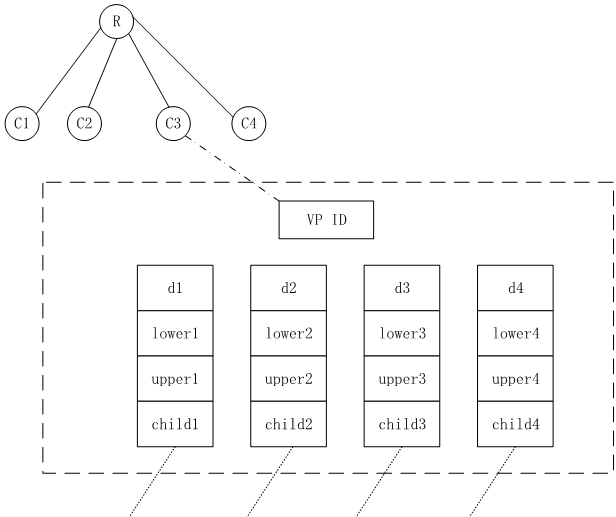 R
C1 C2 C3 C4
VP ID
d1 d2 d3 d4
lower1 lower2 lower3 lower4
upper1 upper2 upper3 upper4
child1 child2 child3 child4